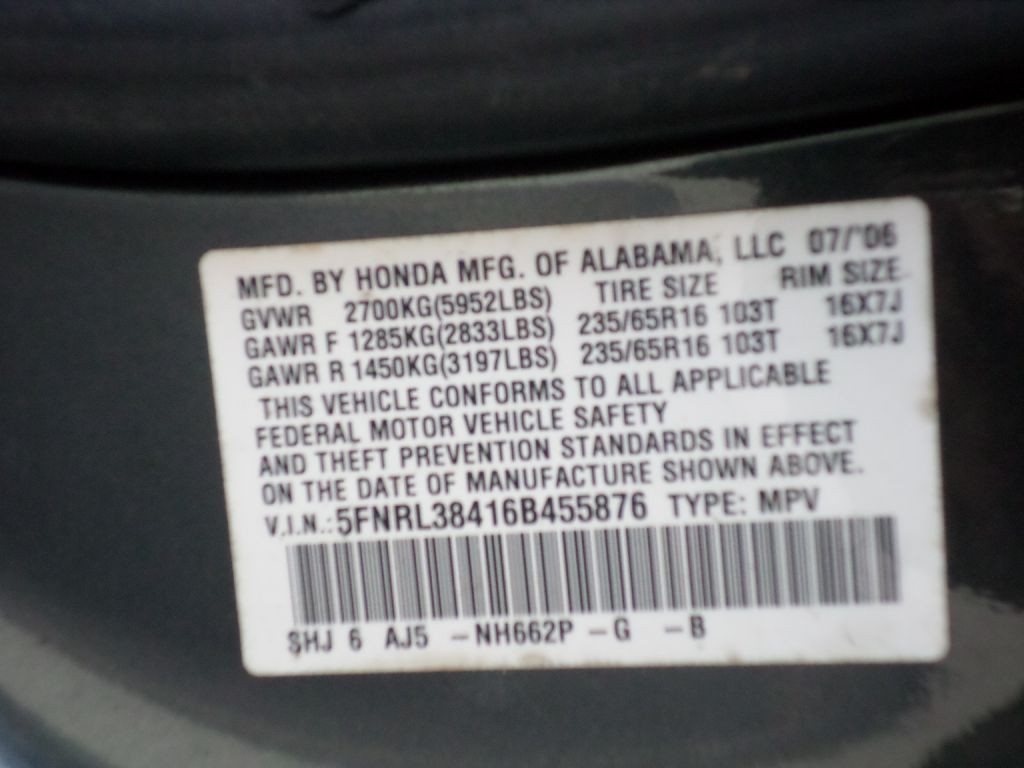 MFD. BY HONDA MFG. OF ALABAMA, LLC 07/'06
GVWR 2700KG(5952LBS) TIRE SIZE RIM SIZE
GAWR F 1285KG(2833LBS) 235/65R16 103T 16X7J
GAWR R 1450KG(3197LBS) 235/65R16 103T 16X7J
THIS VEHICLE CONFORMS TO ALL APPLICABLE
FEDERAL MOTOR VEHICLE SAFETY
AND THEFT PREVENTION STANDARDS IN EFFECT
ON THE DATE OF MANUFACTURE SHOWN ABOVE.
V.I.N.: 5FNRL38416B455876 TYPE: MPV
SHJ 6 AJ5 -NH662P -G -B